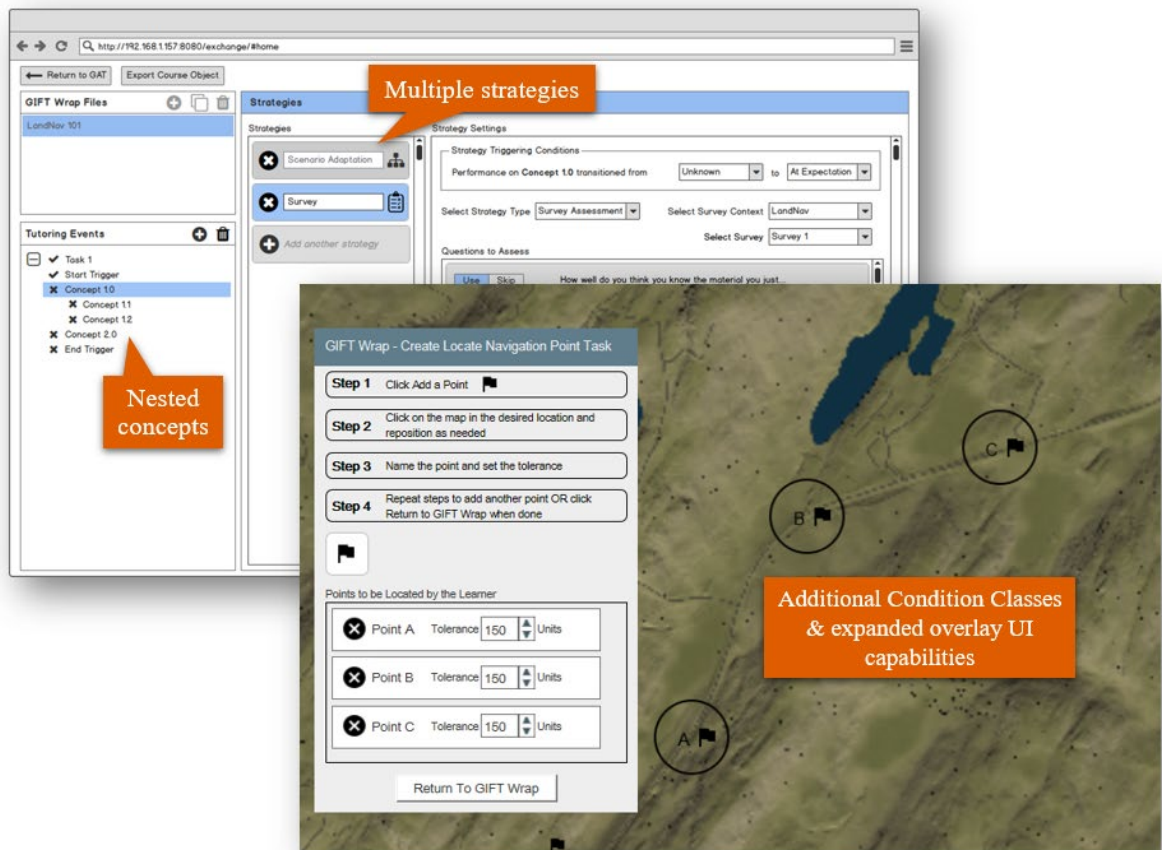 http://192.168.1.157:8080/exchange/#home
Return to GAT
Export Course Object
GIFT Wrap Files
LandNav 101
Tutoring Events
Task 1
Start Trigger
Concept 1.0
Concept 1.1
Concept 1.2
Concept 2.0
End Trigger
Nested
concepts
Strategies
Multiple strategies
Strategies
Scenario Adaptation
Survey
Add another strategy
Strategy Settings
Strategy Triggering Conditions
Performance on Concept 1.0 transitioned from Unknown to At Expectation
Select Strategy Type Survey Assessment Select Survey Context LandNav
Select Survey Survey 1
Questions to Assess
Use Skip How well do you think you know the material you just...
GIFT Wrap - Create Locate Navigation Point Task
Step 1 Click Add a Point
Step 2 Click on the map in the desired location and
reposition as needed
Step 3 Name the point and set the tolerance
Step 4 Repeat steps to add another point OR click
Return to GIFT Wrap when done
Points to be Located by the Learner
Point A Tolerance 150 Units
Point B Tolerance 150 Units
Point C Tolerance 150 Units
Return To GIFT Wrap
C
B
A
Additional Condition Classes
& expanded overlay UI
capabilities